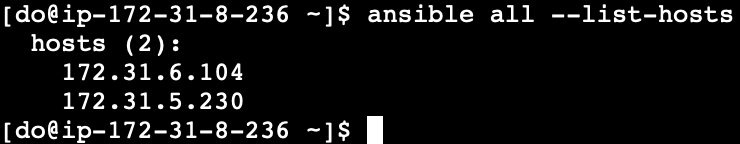 [do@ip-172-31-8-236 ~]$ ansible all --list-hosts
  hosts (2):
    172.31.6.104
    172.31.5.230
[do@ip-172-31-8-236 ~]$